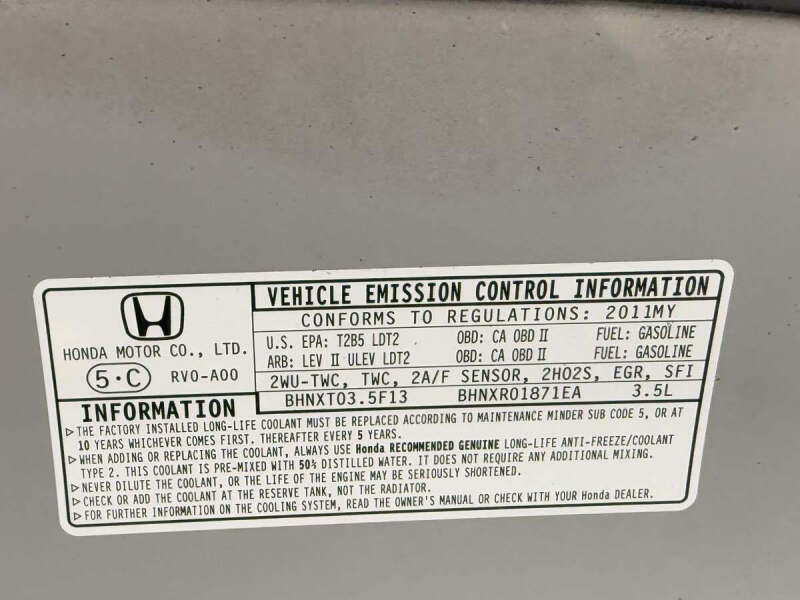 VEHICLE EMISSION CONTROL INFORMATION
CONFORMS TO REGULATIONS: 2011MY
HONDA MOTOR CO., LTD.
U.S. EPA: T2B5 LDT2 OBD: CA OBD II FUEL: GASOLINE
ARB: LEV II ULEV LDT2 OBD: CA OBD II FUEL: GASOLINE
5·C RV0-A00
2WU-TWC, TWC, 2A/F SENSOR, 2HO2S, EGR, SFI
BHNXT03.5F13 BHNXR01871EA 3.5L
INFORMATION
▷THE FACTORY INSTALLED LONG-LIFE COOLANT MUST BE REPLACED ACCORDING TO MAINTENANCE MINDER SUB CODE 5, OR AT
10 YEARS WHICHEVER COMES FIRST. THEREAFTER EVERY 5 YEARS.
▷WHEN ADDING OR REPLACING THE COOLANT, ALWAYS USE Honda RECOMMENDED GENUINE LONG-LIFE ANTI-FREEZE/COOLANT
TYPE 2. THIS COOLANT IS PRE-MIXED WITH 50% DISTILLED WATER. IT DOES NOT REQUIRE ANY ADDITIONAL MIXING.
▷NEVER DILUTE THE COOLANT, OR THE LIFE OF THE ENGINE MAY BE SERIOUSLY SHORTENED.
▷CHECK OR ADD THE COOLANT AT THE RESERVE TANK, NOT THE RADIATOR.
▷FOR FURTHER INFORMATION ON THE COOLING SYSTEM, READ THE OWNER'S MANUAL OR CHECK WITH YOUR Honda DEALER.